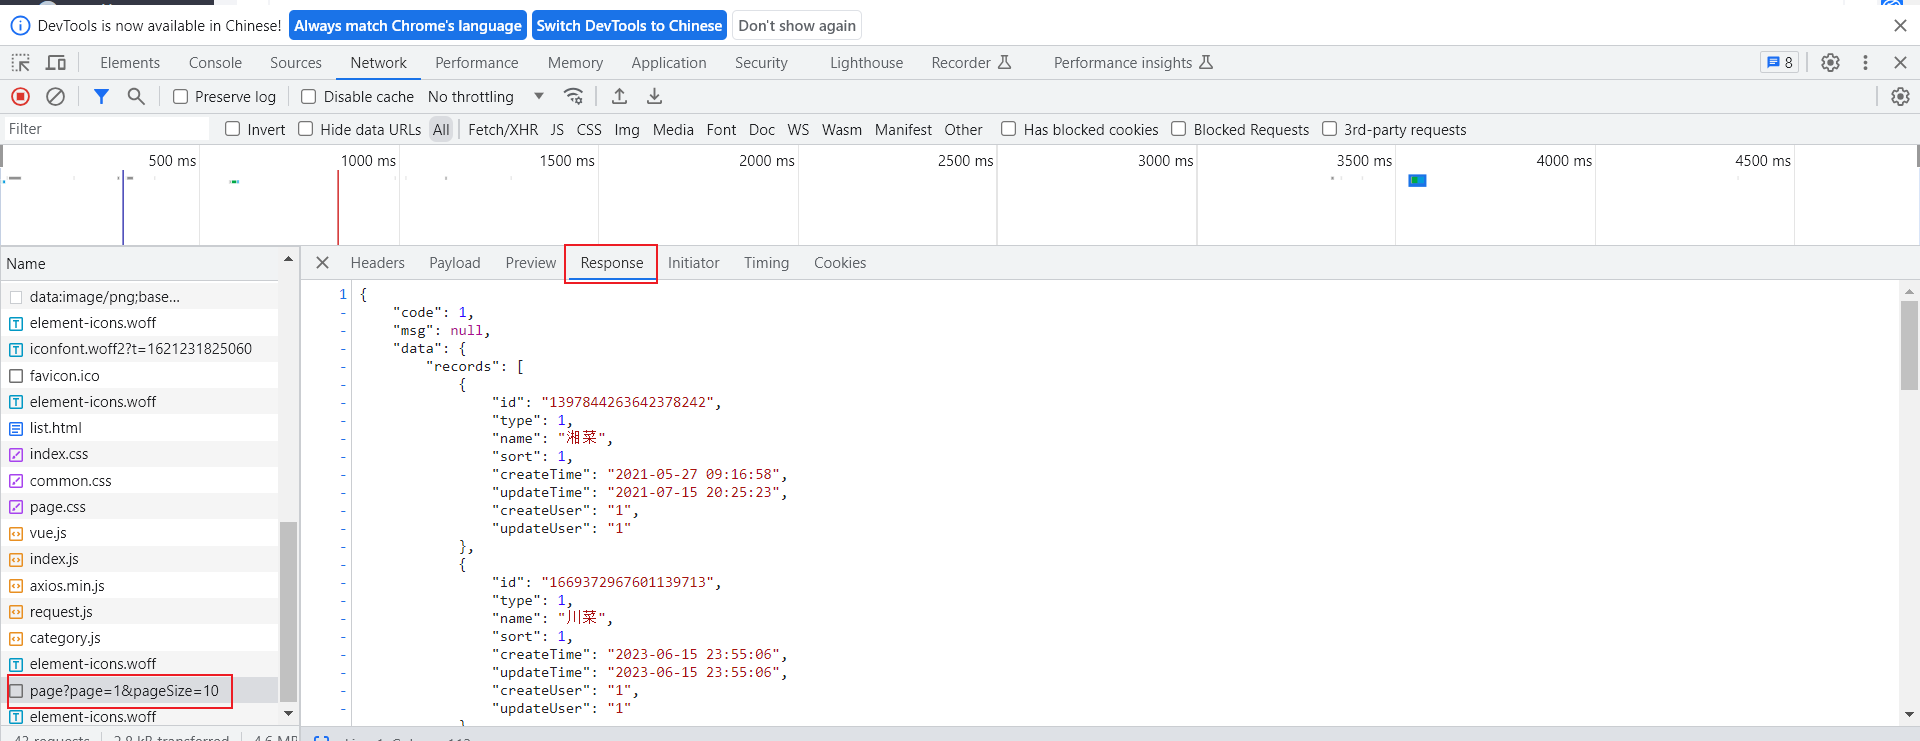 DevTools is now available in Chinese! Always match Chrome's language Switch DevTools to Chinese Don't show again
Elements Console Sources Network Performance Memory Application Security Lighthouse Recorder Performance insights 8
Preserve log Disable cache No throttling
Filter Invert Hide data URLs All Fetch/XHR JS CSS Img Media Font Doc WS Wasm Manifest Other Has blocked cookies Blocked Requests 3rd-party requests
500 ms 1000 ms 1500 ms 2000 ms 2500 ms 3000 ms 3500 ms 4000 ms 4500 ms
Name
data:image/png;base...
element-icons.woff
iconfont.woff2?t=1621231825060
favicon.ico
element-icons.woff
list.html
index.css
common.css
page.css
vue.js
index.js
axios.min.js
request.js
category.js
element-icons.woff
page?page=1&pageSize=10
element-icons.woff
43 requests 2.8 kB transferred
Headers Payload Preview Response Initiator Timing Cookies
1 {
- "code": 1,
- "msg": null,
- "data": {
- "records": [
- {
- "id": "1397844263642378242",
- "type": 1,
- "name": "湘菜",
- "sort": 1,
- "createTime": "2021-05-27 09:16:58",
- "updateTime": "2021-07-15 20:25:23",
- "createUser": "1",
- "updateUser": "1"
- },
- {
- "id": "1669372967601139713",
- "type": 1,
- "name": "川菜",
- "sort": 1,
- "createTime": "2023-06-15 23:55:06",
- "updateTime": "2023-06-15 23:55:06",
- "createUser": "1",
- "updateUser": "1"
- }